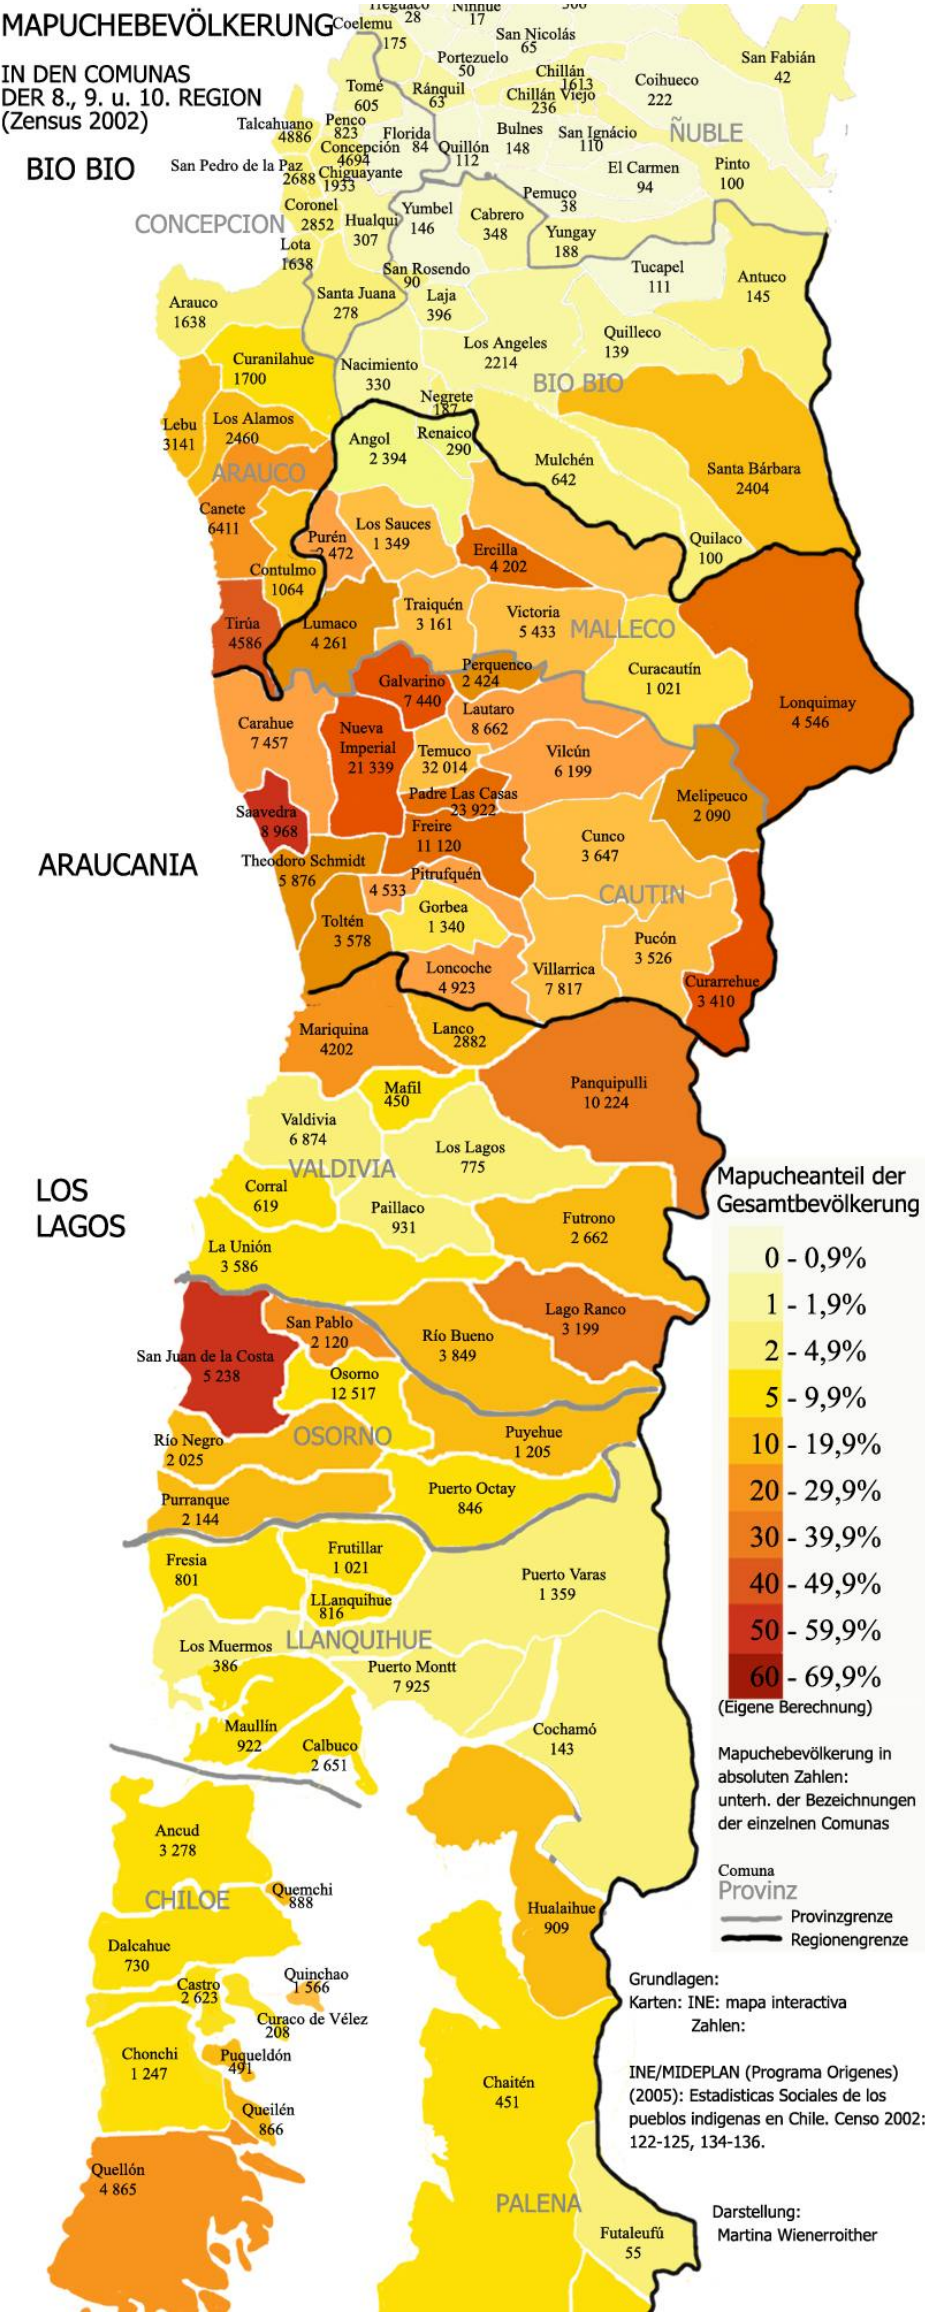 MAPUCHEBEVÖLKERUNG
IN DEN COMUNAS
DER 8., 9. u. 10. REGION
(Zensus 2002)
BIO BIO
28
Ninhue
17
Coelemu
175
San Nicolás
65
Portezuelo
50
San Fabián
42
Chillán
1613
Coihueco
222
Tomé
605
Ránquil
63
Chillán Viejo
236
Talcahuano
4886
Penco
823
Florida
84
Bulnes
148
San Ignácio
110
ÑUBLE
Concepción
4694
Quillón
112
San Pedro de la Paz
2688
Chiguayante
1933
El Carmen
94
Pinto
100
Pemuco
38
CONCEPCION
Coronel
2852
Hualqui
307
Yumbel
146
Cabrero
348
Yungay
188
Lota
1638
San Rosendo
90
Tucapel
111
Antuco
145
Arauco
1638
Santa Juana
278
Laja
396
Los Angeles
2214
Quilleco
139
Curanilahue
1700
Nacimiento
330
BIO BIO
Negrete
187
Lebu
3141
Los Alamos
2460
Angol
2 394
Renaico
290
Mulchén
642
Santa Bárbara
2404
ARAUCO
Canete
6411
Purén
2 472
Los Sauces
1 349
Ercilla
4 202
Quilaco
100
Contulmo
1064
Tirúa
4586
Lumaco
4 261
Traiquén
3 161
Victoria
5 433
MALLECO
Curacautín
1 021
Lonquimay
4 546
Galvarino
7 440
Perquenco
2 424
Carahue
7 457
Nueva
Imperial
21 339
Lautaro
8 662
Temuco
32 014
Vilcún
6 199
Melipeuco
2 090
Saavedra
8 968
Padre Las Casas
23 922
Freire
11 120
Cunco
3 647
ARAUCANIA
Theodoro Schmidt
5 876
Pitrufquén
4 533
CAUTIN
Toltén
3 578
Gorbea
1 340
Pucón
3 526
Loncoche
4 923
Villarrica
7 817
Curarrehue
3 410
Mariquina
4202
Lanco
2882
Mafil
450
Panquipulli
10 224
Valdivia
6 874
Los Lagos
775
VALDIVIA
LOS
LAGOS
Corral
619
Paillaco
931
Futrono
2 662
La Unión
3 586
San Pablo
2 120
Río Bueno
3 849
Lago Ranco
3 199
San Juan de la Costa
5 238
Osorno
12 517
Río Negro
2 025
OSORNO
Puyehue
1 205
Purranque
2 144
Puerto Octay
846
Fresia
801
Frutillar
1 021
Puerto Varas
1 359
LLanquihue
816
Los Muermos
386
LLANQUIHUE
Puerto Montt
7 925
Maullín
922
Calbuco
2 651
Cochamó
143
Ancud
3 278
CHILOE
Quemchi
888
Hualaihue
909
Dalcahue
730
Castro
2 623
Quinchao
1 566
Curaco de Vélez
208
Chonchi
1 247
Puqueldón
491
Queilén
866
Chaitén
451
Quellón
4 865
PALENA
Futaleufú
55
Mapucheanteil der
Gesamtbevölkerung
0 - 0,9%
1 - 1,9%
2 - 4,9%
5 - 9,9%
10 - 19,9%
20 - 29,9%
30 - 39,9%
40 - 49,9%
50 - 59,9%
60 - 69,9%
(Eigene Berechnung)
Mapuchebevölkerung in
absoluten Zahlen:
unterh. der Bezeichnungen
der einzelnen Comunas
Comuna
Provinz
Provinzgrenze
Regionengrenze
Grundlagen:
Karten: INE: mapa interactiva
Zahlen:
INE/MIDEPLAN (Programa Origenes)
(2005): Estadisticas Sociales de los
pueblos indigenas en Chile. Censo 2002:
122-125, 134-136.
Darstellung:
Martina Wienerroither